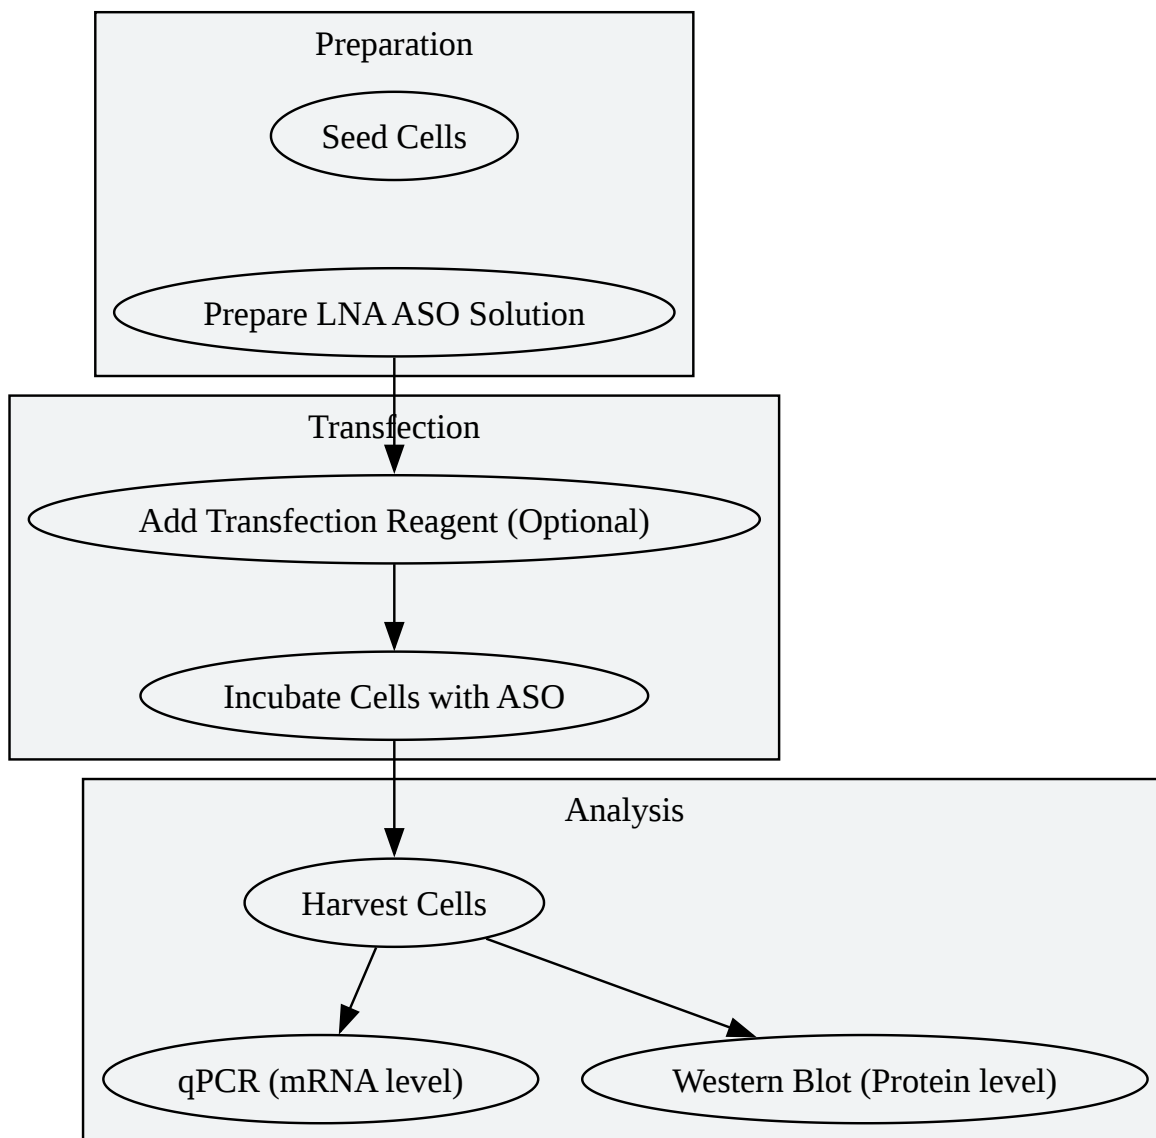 Preparation
Seed Cells
Prepare LNA ASO Solution
Transfection
Add Transfection Reagent (Optional)
Incubate Cells with ASO
Analysis
Harvest Cells
qPCR (mRNA level)
Western Blot (Protein level)